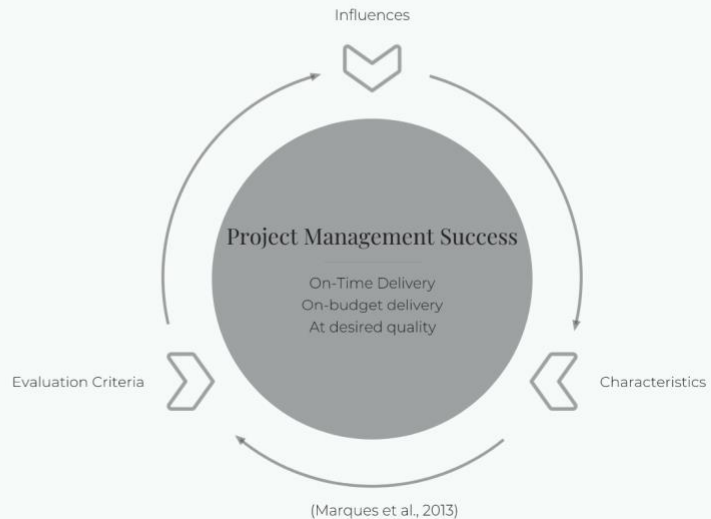 Influences
Project Management Success
On-Time Delivery
On-budget delivery
At desired quality
Evaluation Criteria
Characteristics
(Marques et al., 2013)